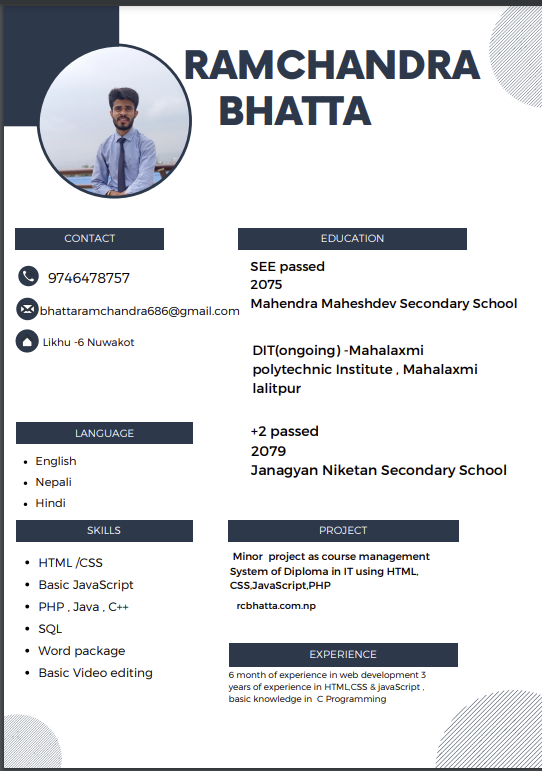 RAMCHANDRA
BHATTA
CONTACT
9746478757
bhattaramchandra686@gmail.com
Likhu -6 Nuwakot
LANGUAGE
English
Nepali
Hindi
SKILLS
HTML /CSS
Basic JavaScript
PHP , Java , C++
SQL
Word package
Basic Video editing
EDUCATION
SEE passed
2075
Mahendra Maheshdev Secondary School
DIT(ongoing) -Mahalaxmi
polytechnic Institute , Mahalaxmi
lalitpur
+2 passed
2079
Janagyan Niketan Secondary School
PROJECT
Minor project as course management
System of Diploma in IT using HTML,
CSS,JavaScript,PHP
rcbhatta.com.np
EXPERIENCE
6 month of experience in web development 3
years of experience in HTML,CSS & javaScript ,
basic knowledge in C Programming